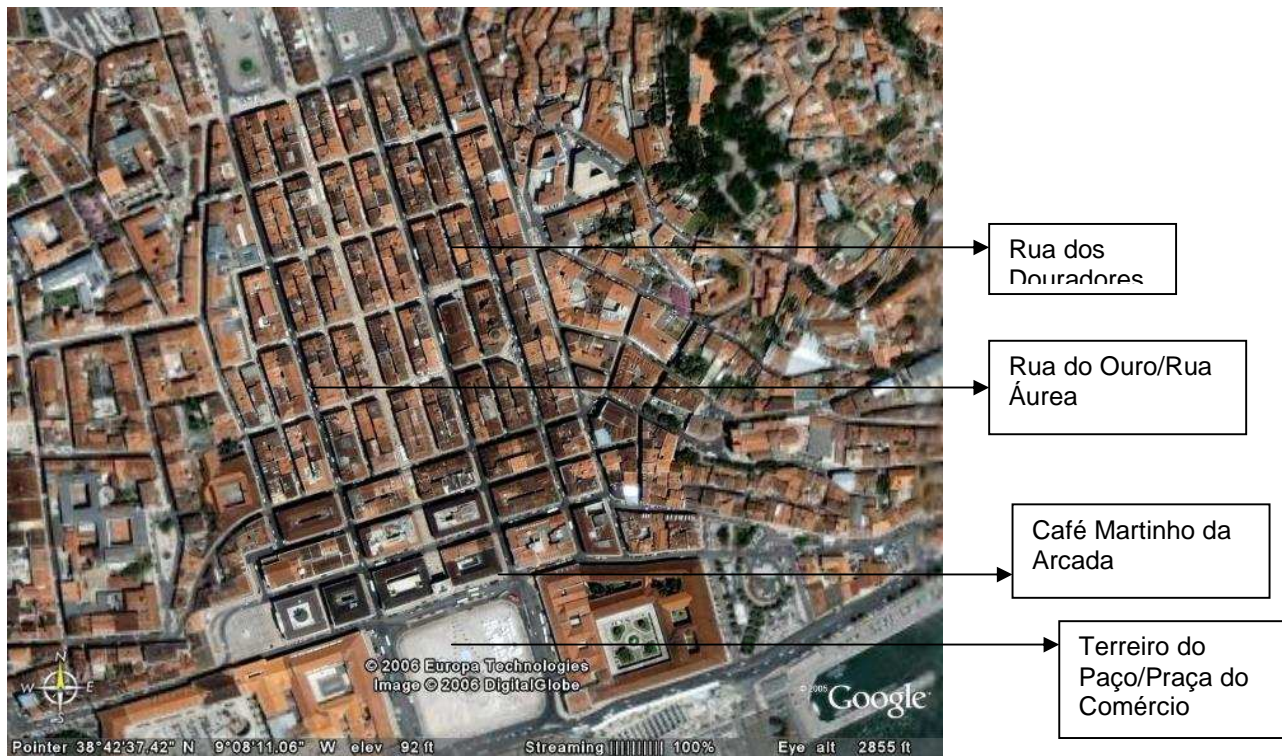 Rua dos
Douradores
Rua do Ouro/Rua
Áurea
Café Martinho da
Arcada
Terreiro do
Paço/Praça do
Comércio
N
W E
S
© 2006 Europa Technologies
Image © 2006 DigitalGlobe
© 2005 Google
Pointer 38°42'37.42" N 9°08'11.06" W elev 92 ft Streaming 100% Eye alt 2855 ft